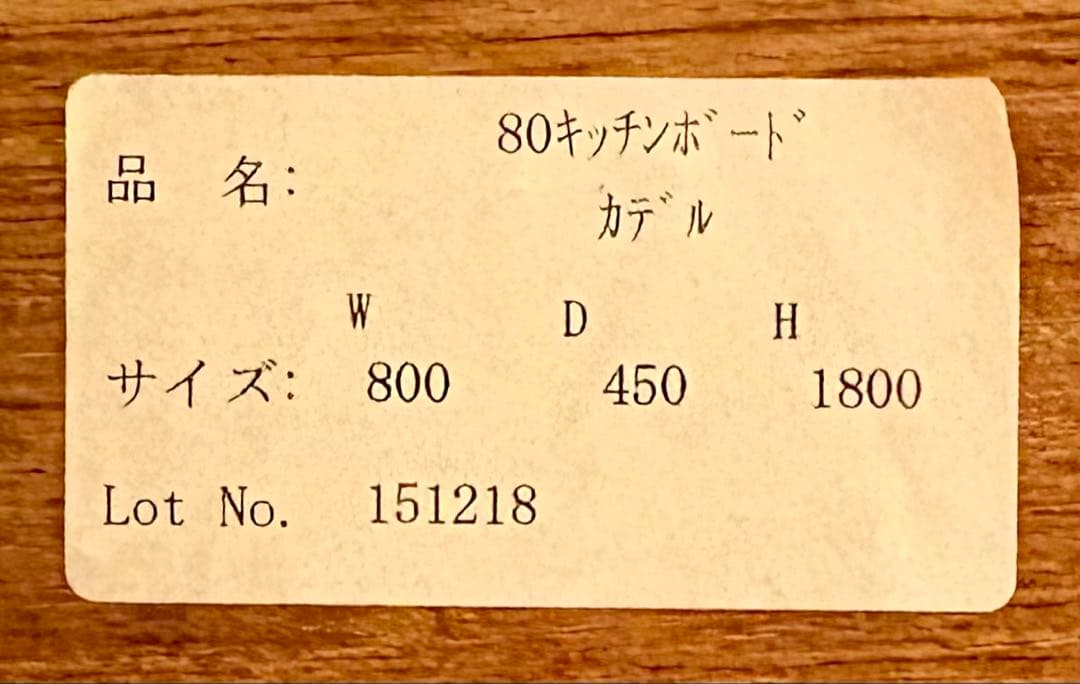 品　名: 80ｷｯﾁﾝﾎﾞｰﾄﾞ
ｶﾃﾞﾙ
W D H
サイズ: 800 450 1800
Lot No. 151218